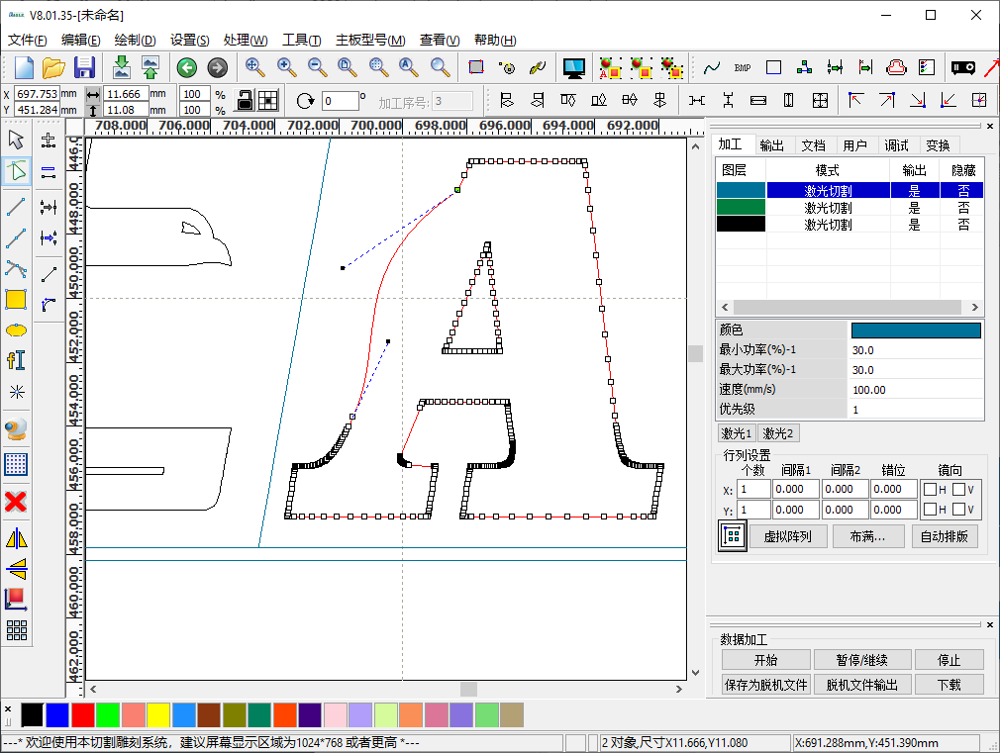 V8.01.35-[未命名]
文件(F) 编辑(E) 绘制(D) 设置(S) 处理(W) 工具(T) 主板型号(M) 查看(V) 帮助(H)
BMP
X 697.753 mm 11.666 mm 100 %
Y 451.284 mm 11.08 mm 100 %
0 加工序号: 3
708.000 706.000 704.000 702.000 700.000 698.000 696.000 694.000 692.000
448.000
450.000
452.000
454.000
456.000
458.000
460.000
462.000
加工 输出 文档 用户 调试 变换
图层 模式 输出 隐藏
激光切割 是 否
激光切割 是 否
激光切割 是 否
颜色
最小功率(%)-1 30.0
最大功率(%)-1 30.0
速度(mm/s) 100.00
优先级 1
激光1 激光2
行列设置
个数 间隔1 间隔2 错位 镜向
X: 1 0.000 0.000 0.000 H V
Y: 1 0.000 0.000 0.000 H V
虚拟阵列 布满... 自动排版
数据加工
开始 暂停/继续 停止
保存为脱机文件 脱机文件输出 下载
---* 欢迎使用本切割雕刻系统，建议屏幕显示区域为1024*768 或者更高 *---
2 对象,尺寸X11.666,Y11.080
X:691.288mm,Y:451.390mm